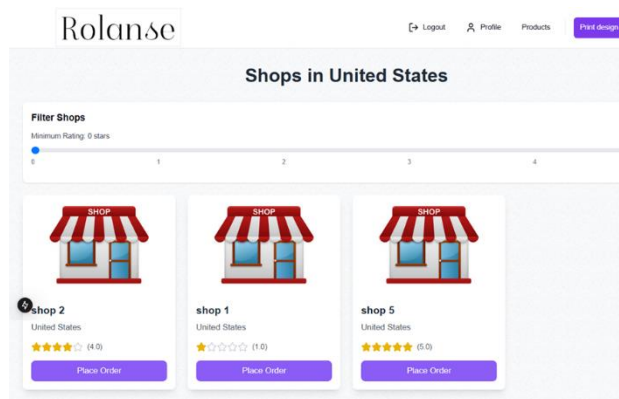 Rolanse
Logout Profile Products Print design
Shops in United States
Filter Shops
Minimum Rating: 0 stars
0 1 2 3 4
SHOP SHOP SHOP
shop 2 shop 1 shop 5
United States United States United States
(4.0) (1.0) (5.0)
Place Order Place Order Place Order